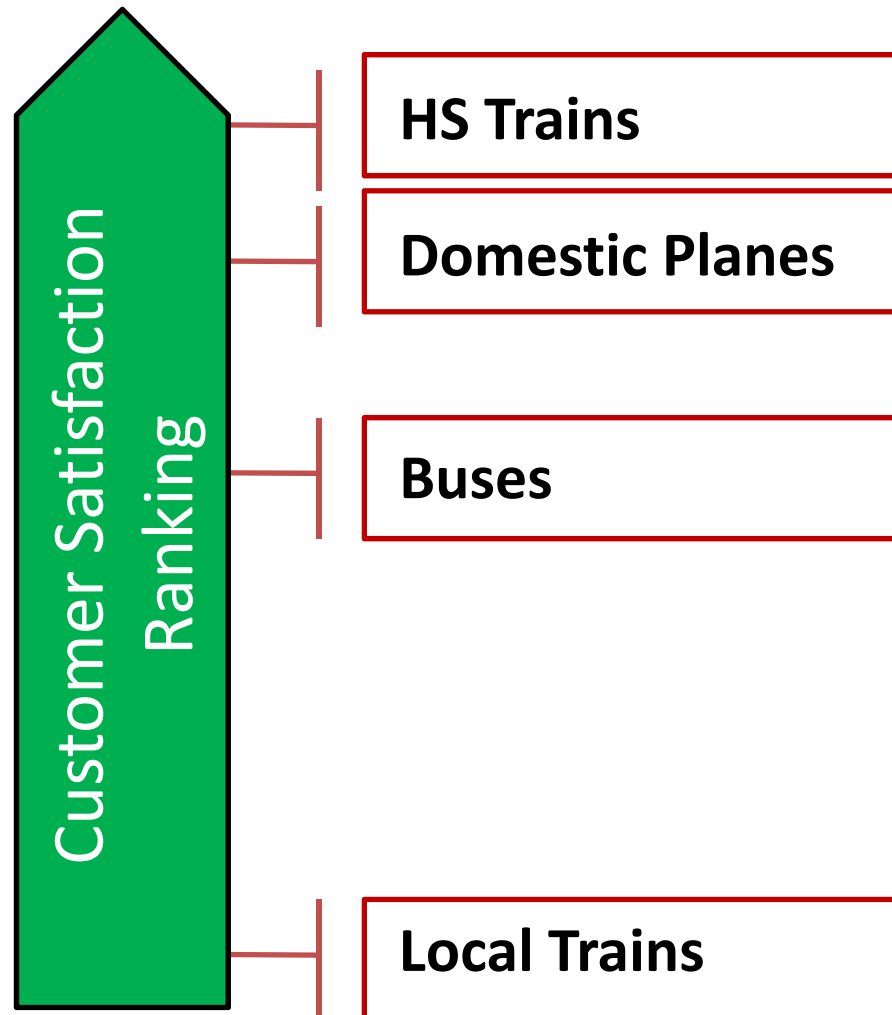 Customer Satisfaction
Ranking
HS Trains
Domestic Planes
Buses
Local Trains